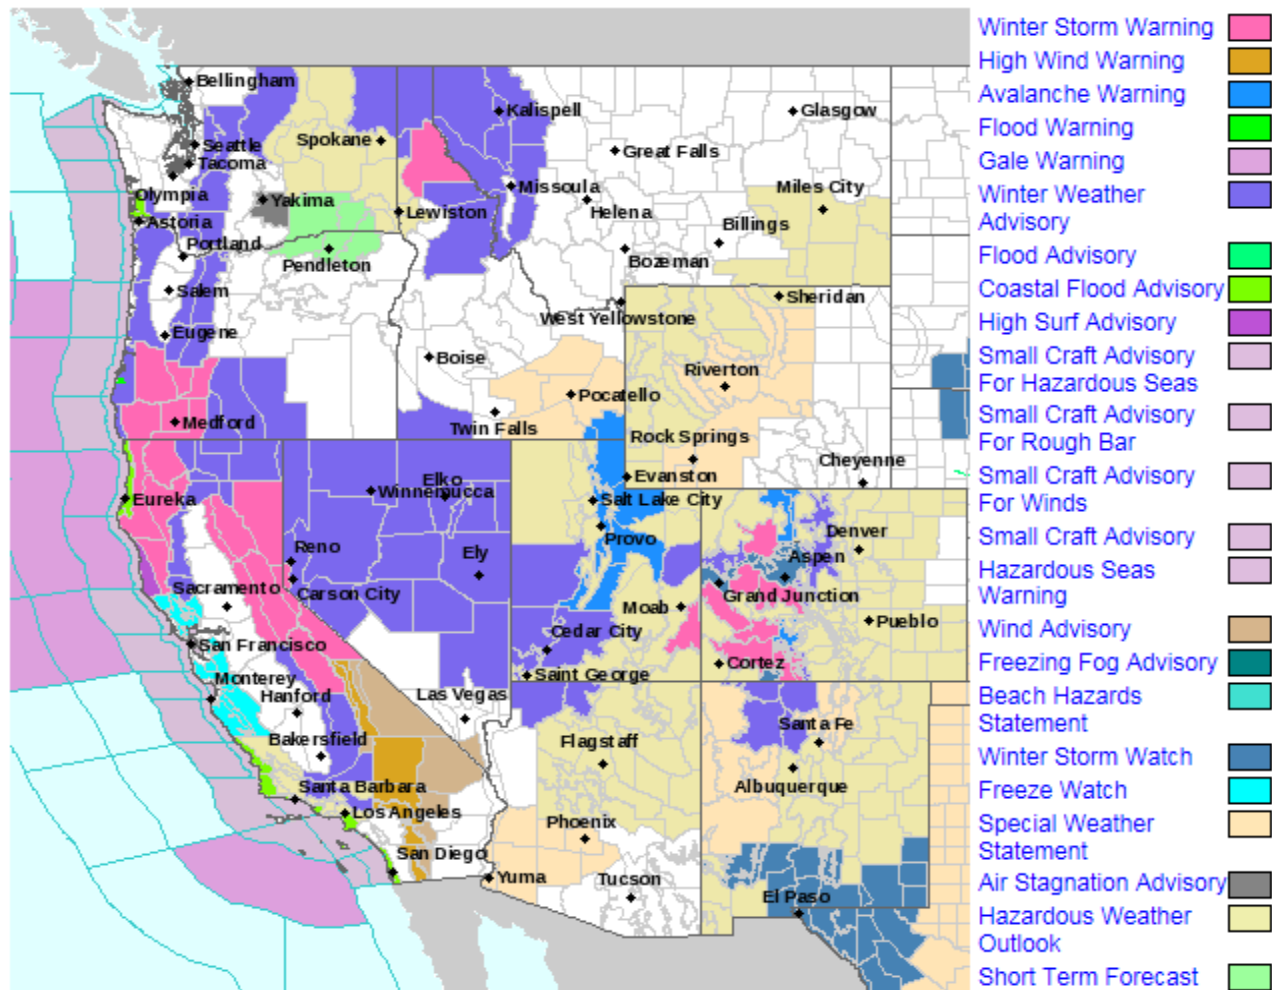 Bellingham
Seattle
Tacoma
Olympia
Astoria
Portland
Salem
Eugene
Medford
Spokane
Yakima
Lewiston
Pendleton
Kalispell
Missoula
Great Falls
Helena
Glasgow
Miles City
Billings
Bozeman
West Yellowstone
Boise
Pocatello
Twin Falls
Sheridan
Riverton
Rock Springs
Evanston
Cheyenne
Eureka
Elko
Winnemucca
Reno
Carson City
Ely
Salt Lake City
Provo
Moab
Cedar City
Saint George
Denver
Aspen
Grand Junction
Pueblo
Cortez
Sacramento
San Francisco
Monterey
Hanford
Bakersfield
Las Vegas
Santa Barbara
Los Angeles
San Diego
Flagstaff
Phoenix
Yuma
Tucson
Santa Fe
Albuquerque
El Paso
Winter Storm Warning
High Wind Warning
Avalanche Warning
Flood Warning
Gale Warning
Winter Weather
Advisory
Flood Advisory
Coastal Flood Advisory
High Surf Advisory
Small Craft Advisory
For Hazardous Seas
Small Craft Advisory
For Rough Bar
Small Craft Advisory
For Winds
Small Craft Advisory
Hazardous Seas
Warning
Wind Advisory
Freezing Fog Advisory
Beach Hazards
Statement
Winter Storm Watch
Freeze Watch
Special Weather
Statement
Air Stagnation Advisory
Hazardous Weather
Outlook
Short Term Forecast